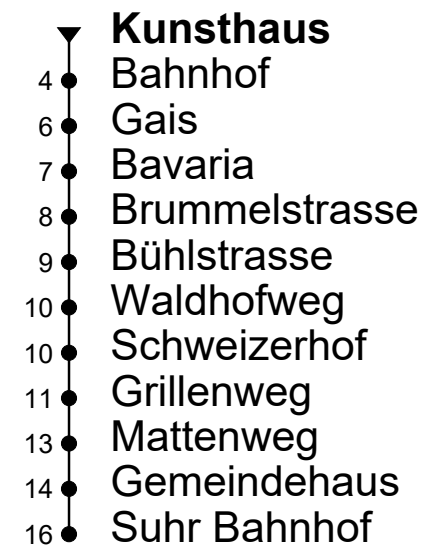 Kunsthaus
4 Bahnhof
6 Gais
7 Bavaria
8 Brummelstrasse
9 Bühlstrasse
10 Waldhofweg
10 Schweizerhof
11 Grillenweg
13 Mattenweg
14 Gemeindehaus
16 Suhr Bahnhof